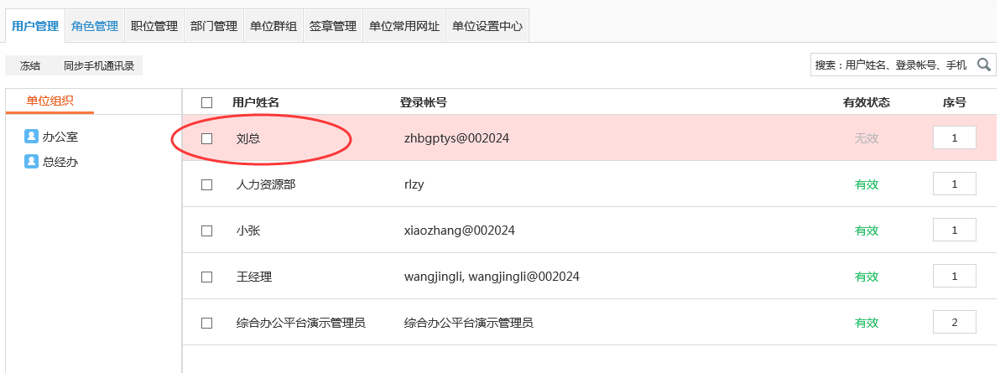 用户管理 角色管理 职位管理 部门管理 单位群组 签章管理 单位常用网址 单位设置中心
冻结 同步手机通讯录 搜索：用户姓名、登录帐号、手机
单位组织
办公室
总经办
用户姓名 登录帐号 有效状态 序号
刘总 zhbgptys@002024 无效 1
人力资源部 rlzy 有效 1
小张 xiaozhang@002024 有效 1
王经理 wangjingli, wangjingli@002024 有效 1
综合办公平台演示管理员 综合办公平台演示管理员 有效 2